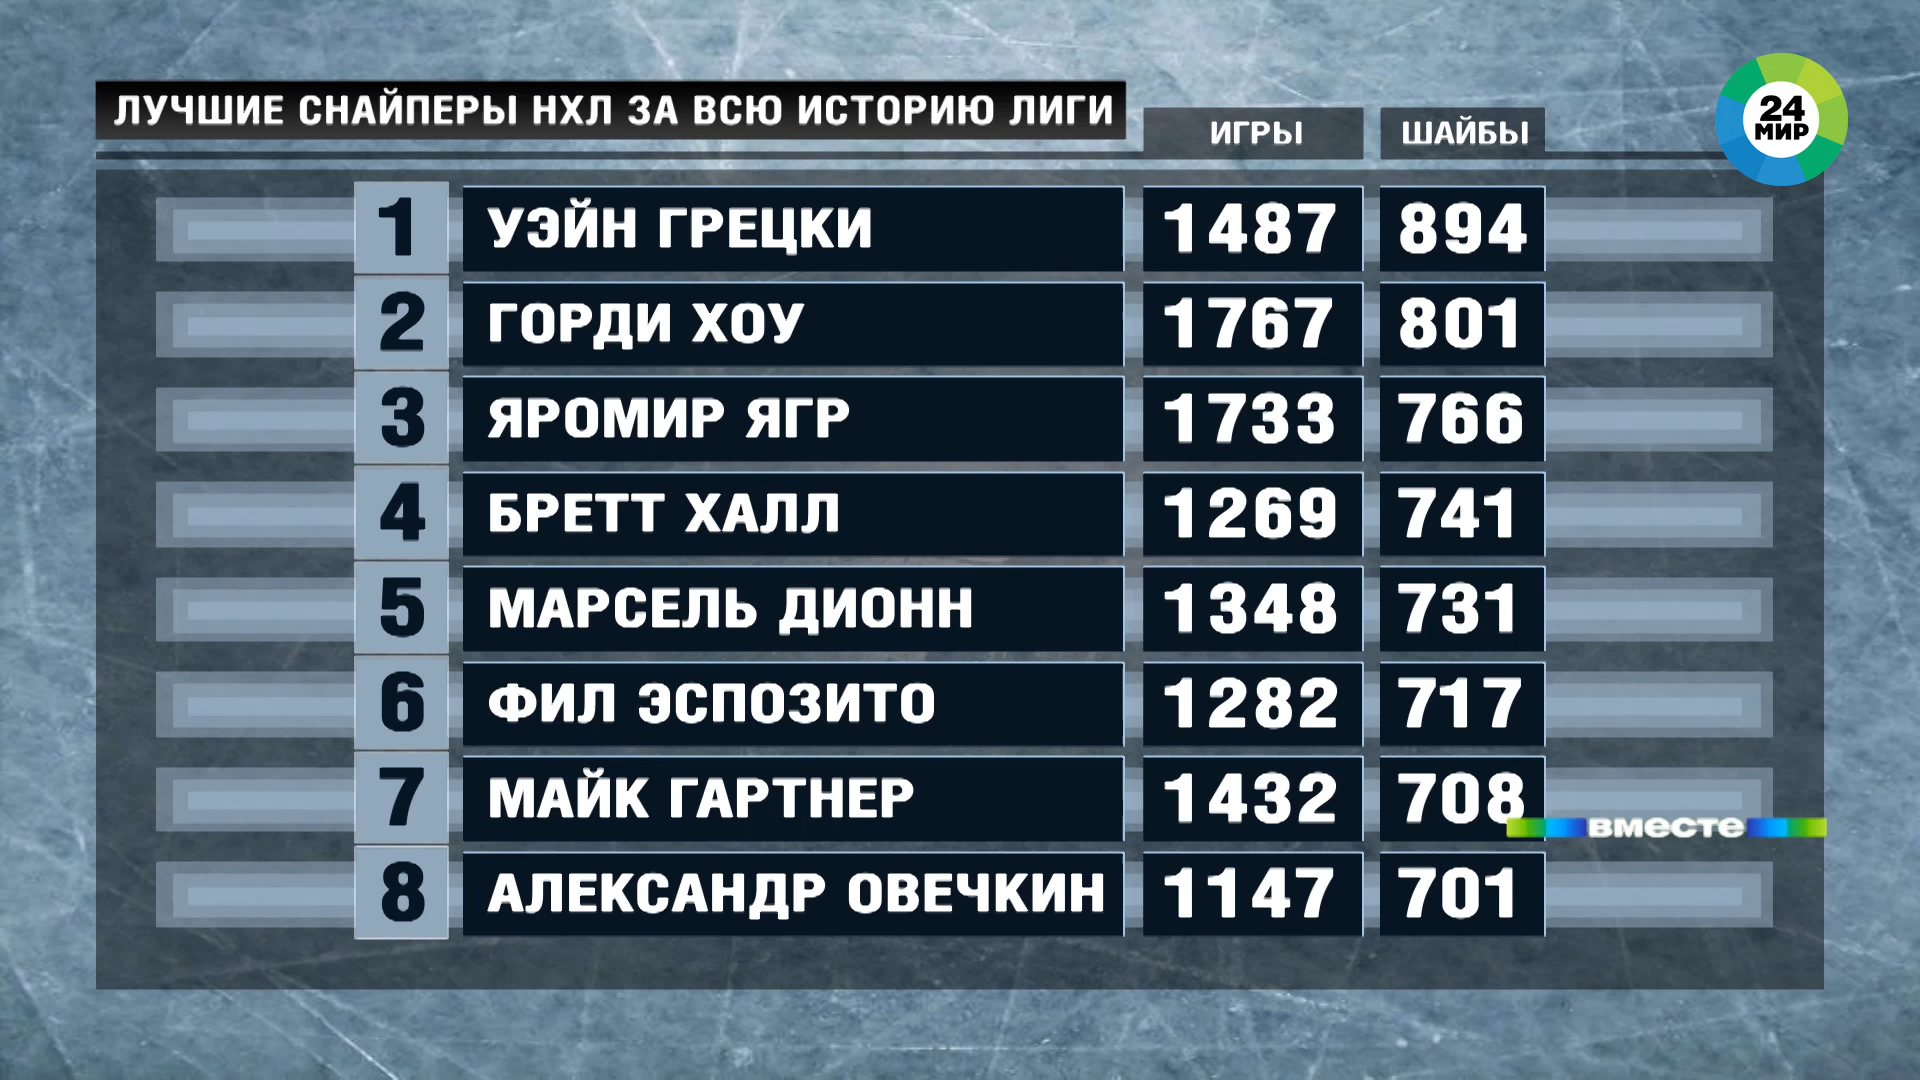 ЛУЧШИЕ СНАЙПЕРЫ НХЛ ЗА ВСЮ ИСТОРИЮ ЛИГИ ИГРЫ ШАЙБЫ
24
МИР
1 УЭЙН ГРЕЦКИ 1487 894
2 ГОРДИ ХОУ 1767 801
3 ЯРОМИР ЯГР 1733 766
4 БРЕТТ ХАЛЛ 1269 741
5 МАРСЕЛЬ ДИОНН 1348 731
6 ФИЛ ЭСПОЗИТО 1282 717
7 МАЙК ГАРТНЕР 1432 708
вместе
8 АЛЕКСАНДР ОВЕЧКИН 1147 701